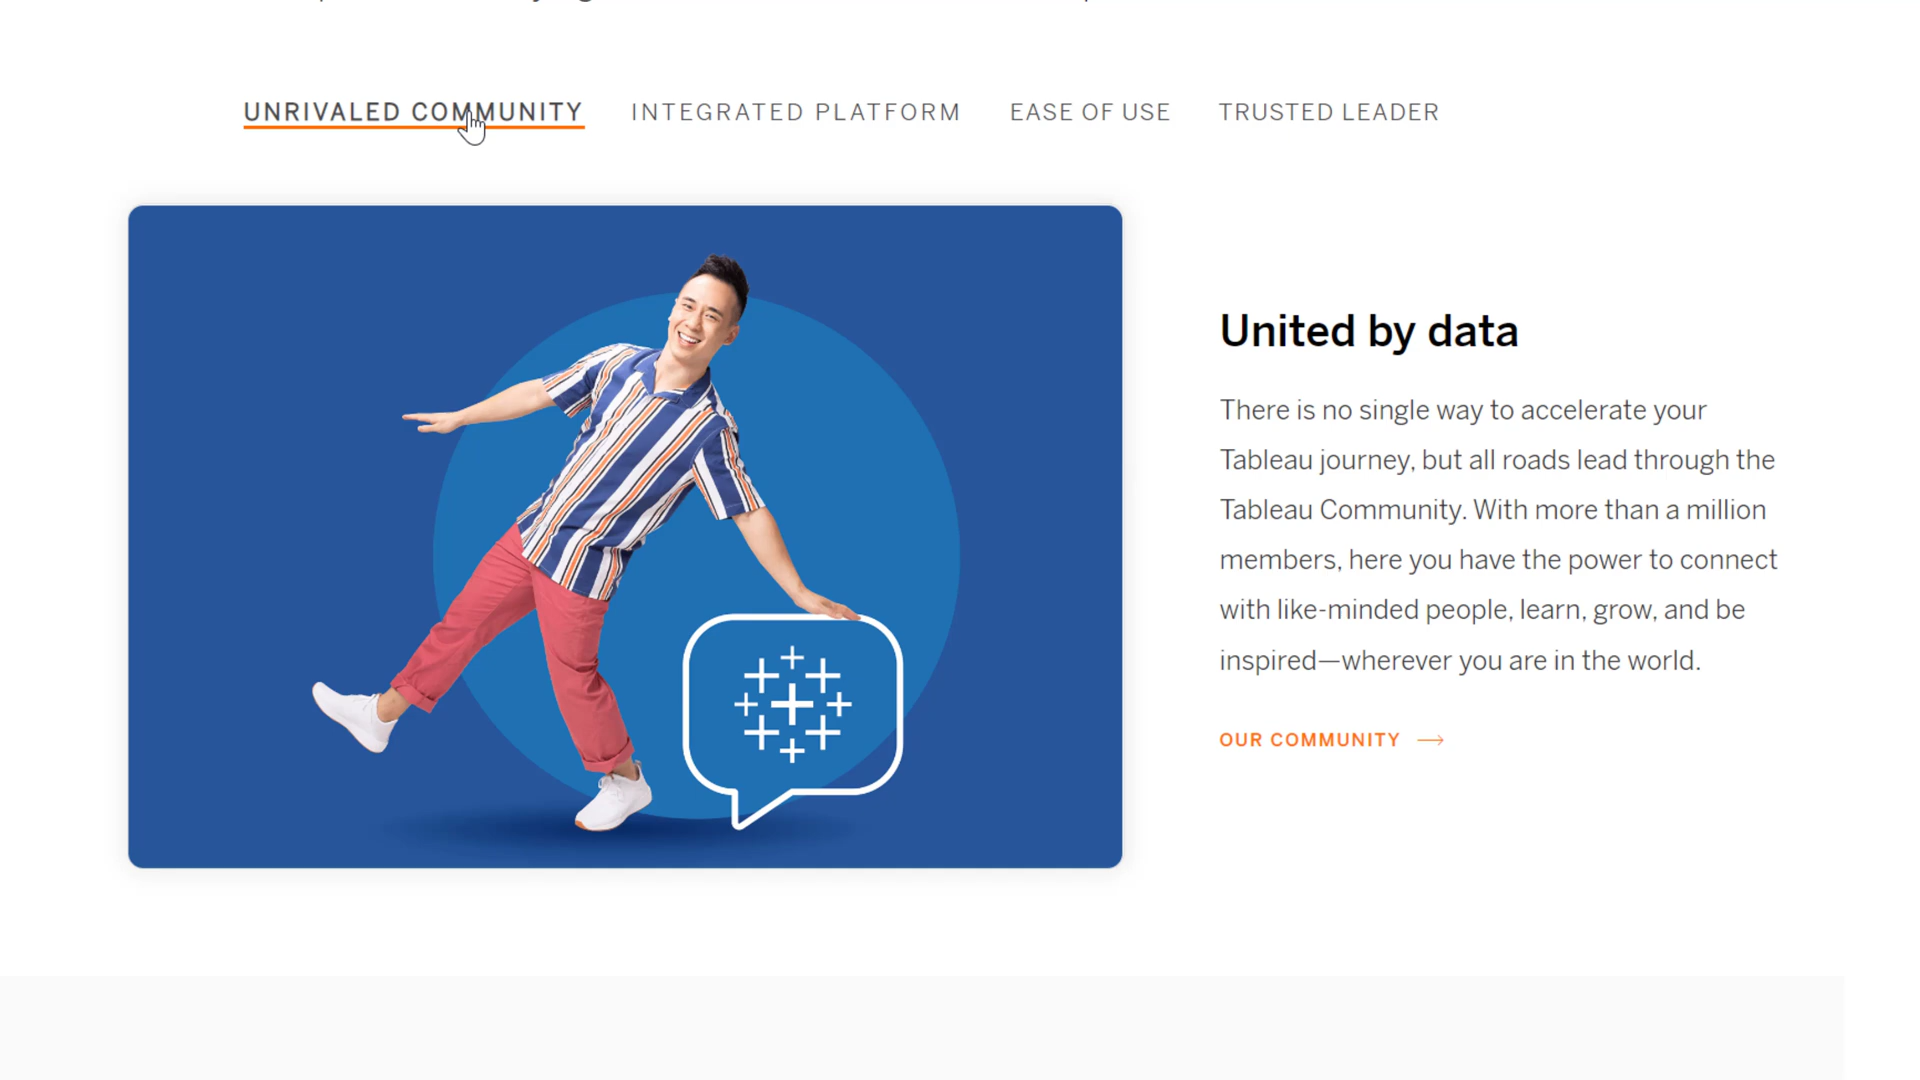 UNRIVALED COMMUNITY
INTEGRATED PLATFORM
EASE OF USE
TRUSTED LEADER
United by data
There is no single way to accelerate your
Tableau journey, but all roads lead through the
Tableau Community. With more than a million
members, here you have the power to connect
with like-minded people, learn, grow, and be
inspired—wherever you are in the world.
OUR COMMUNITY